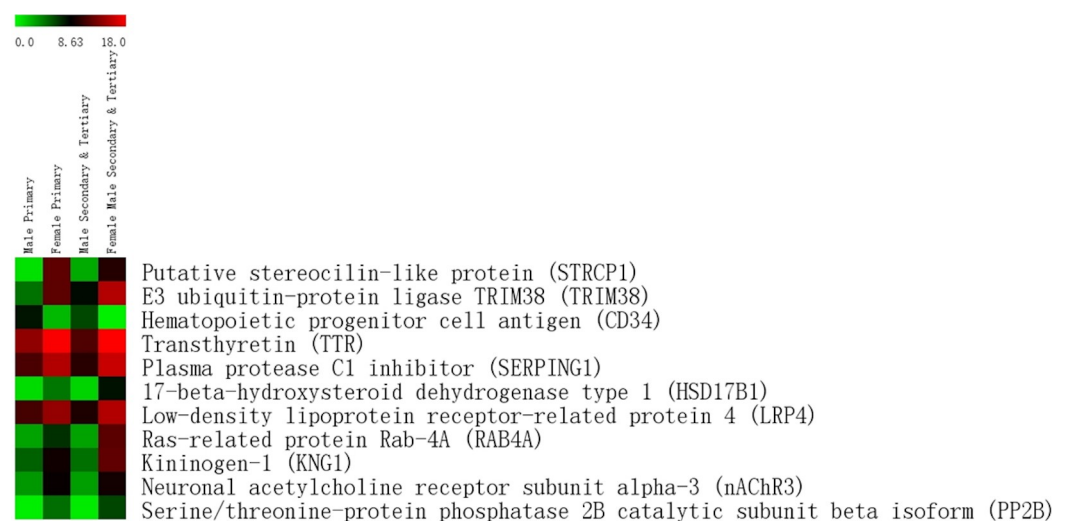 0.0 8.63 18.0
Male Primary
Female Primary
Male Secondary & Tertiary
Female Male Secondary & Tertiary
Putative stereocilin-like protein (STRCP1)
E3 ubiquitin-protein ligase TRIM38 (TRIM38)
Hematopoietic progenitor cell antigen (CD34)
Transthyretin (TTR)
Plasma protease C1 inhibitor (SERPING1)
17-beta-hydroxysteroid dehydrogenase type 1 (HSD17B1)
Low-density lipoprotein receptor-related protein 4 (LRP4)
Ras-related protein Rab-4A (RAB4A)
Kininogen-1 (KNG1)
Neuronal acetylcholine receptor subunit alpha-3 (nAChR3)
Serine/threonine-protein phosphatase 2B catalytic subunit beta isoform (PP2B)